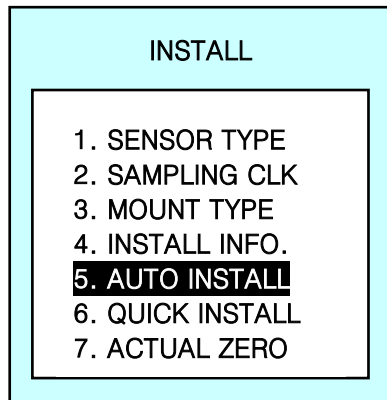 INSTALL
1. SENSOR TYPE
2. SAMPLING CLK
3. MOUNT TYPE
4. INSTALL INFO.
5. AUTO INSTALL
6. QUICK INSTALL
7. ACTUAL ZERO